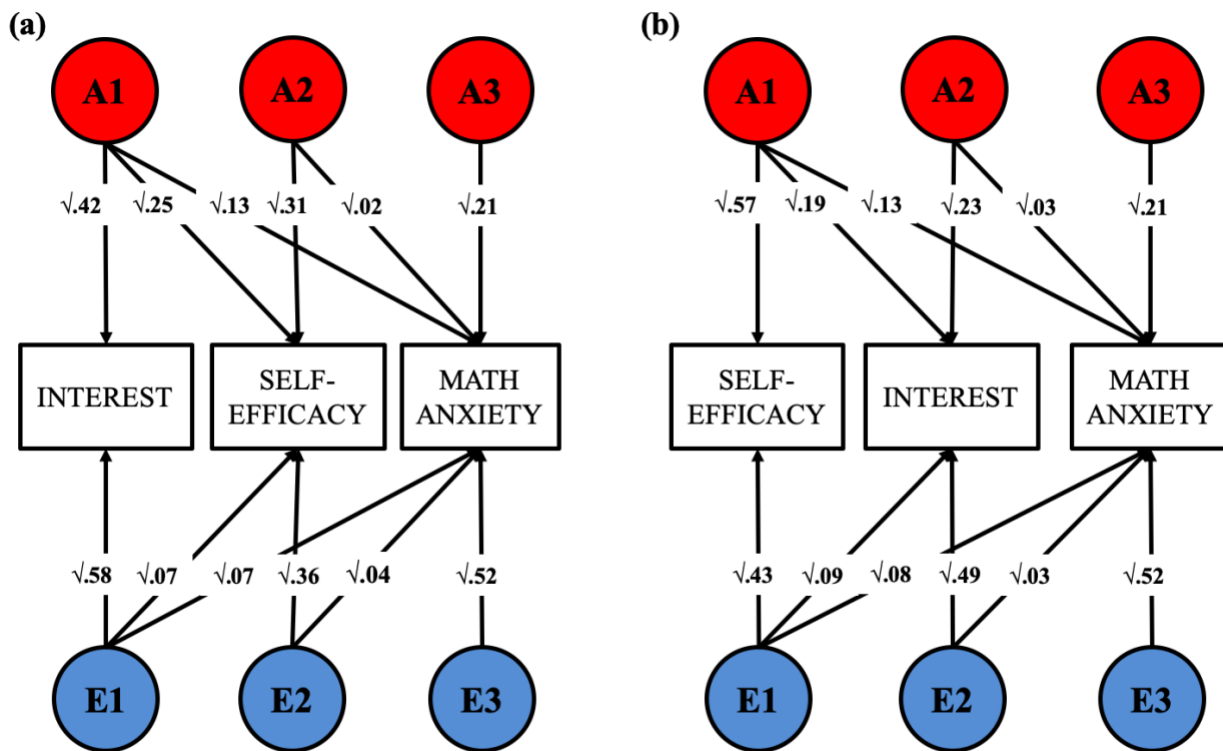 (a)
A1 A2 A3
√.42 √.25 √.13 √.31 √.02 √.21
INTEREST
SELF-
EFFICACY
MATH
ANXIETY
√.58 √.07 √.07 √.36 √.04 √.52
E1 E2 E3
(b)
A1 A2 A3
√.57 √.19 √.13 √.23 √.03 √.21
SELF-
EFFICACY
INTEREST
MATH
ANXIETY
√.43 √.09 √.08 √.49 √.03 √.52
E1 E2 E3